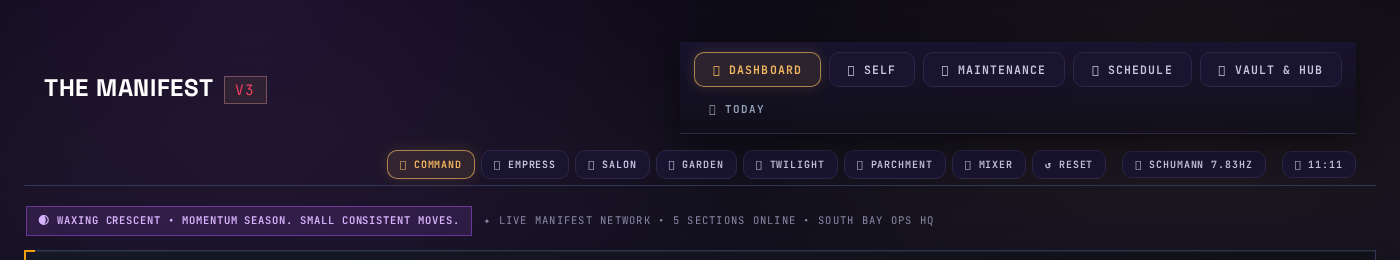 THE MANIFEST V3
DASHBOARD SELF MAINTENANCE SCHEDULE VAULT & HUB
TODAY
COMMAND EMPRESS SALON GARDEN TWILIGHT PARCHMENT MIXER ↺ RESET SCHUMANN 7.83HZ 11:11
WAXING CRESCENT • MOMENTUM SEASON. SMALL CONSISTENT MOVES. ✦ LIVE MANIFEST NETWORK • 5 SECTIONS ONLINE • SOUTH BAY OPS HQ